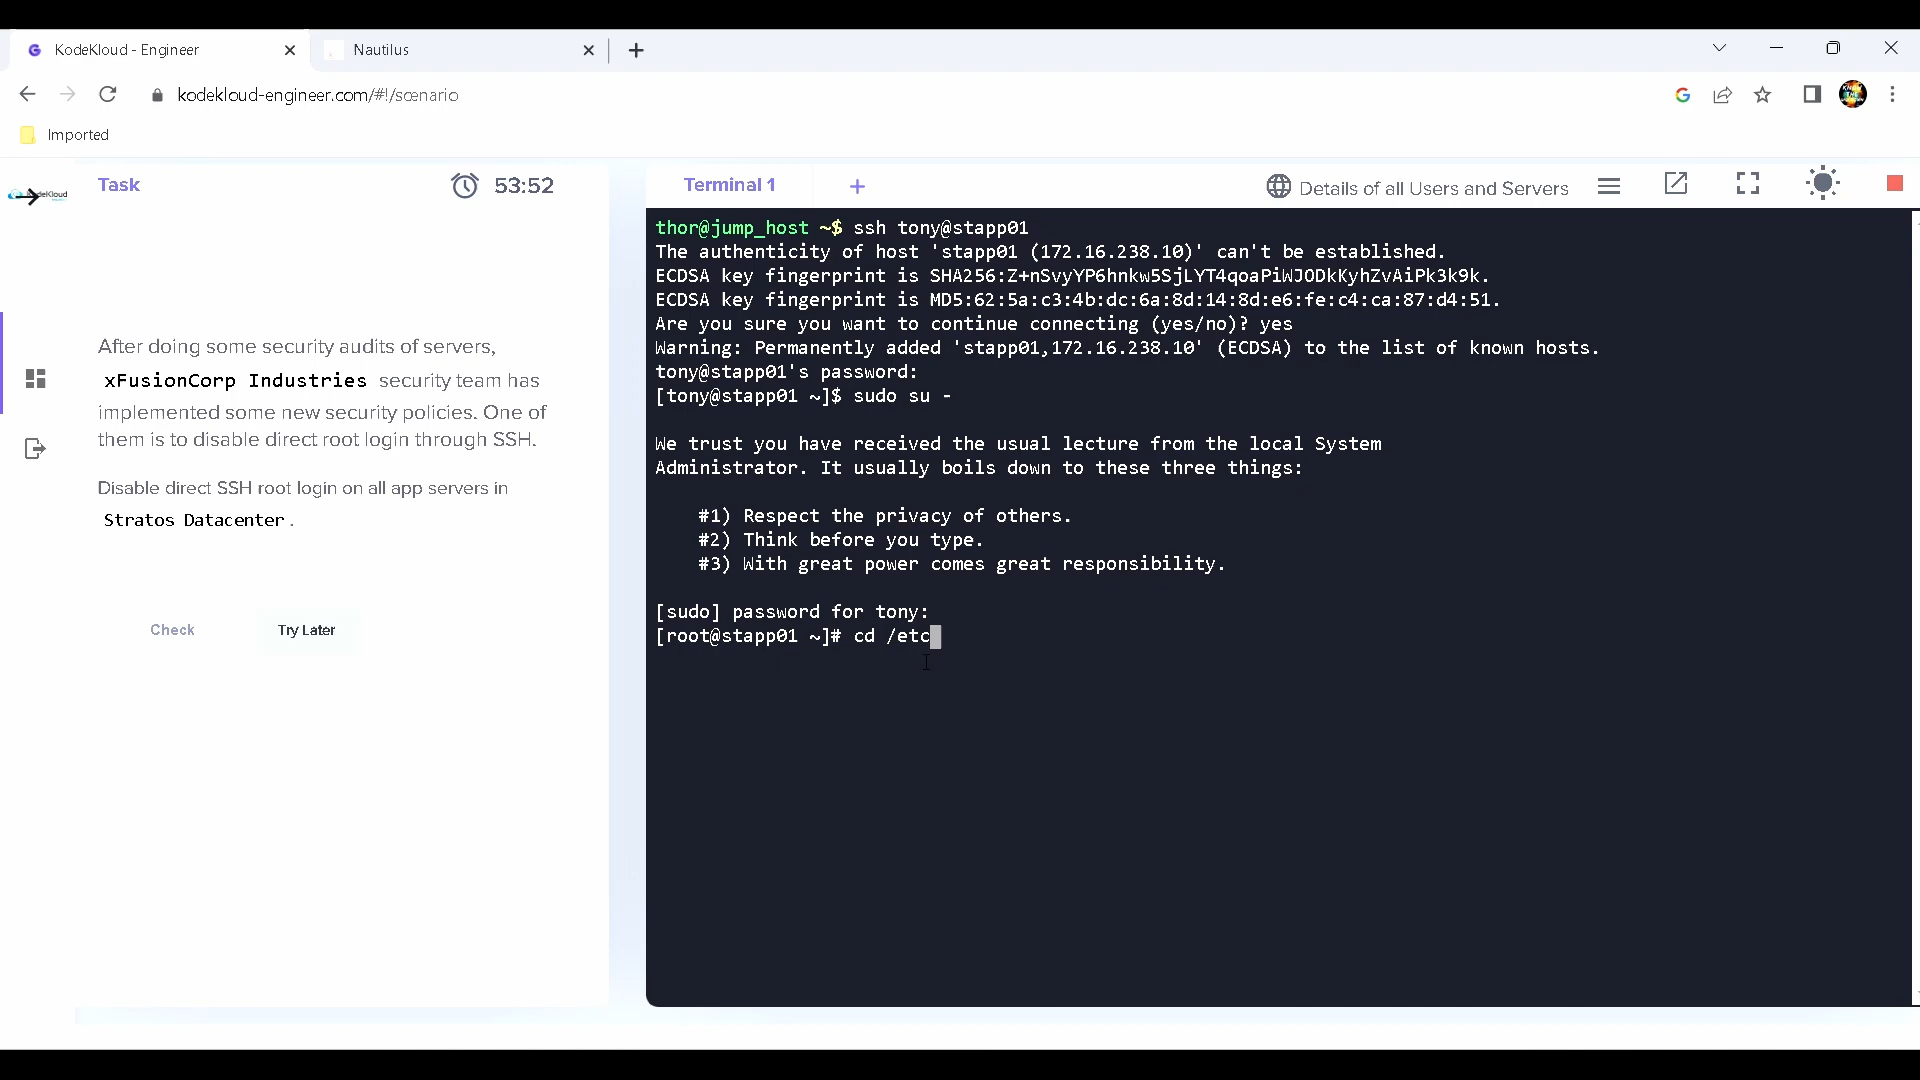 KodeKloud - Engineer
Nautilus
kodekloud-engineer.com/#!/scenario
Imported
Task
53:52
Terminal 1
Details of all Users and Servers
After doing some security audits of servers,
xFusionCorp Industries security team has
implemented some new security policies. One of
them is to disable direct root login through SSH.
Disable direct SSH root login on all app servers in
Stratos Datacenter .
Check
Try Later
thor@jump_host ~$ ssh tony@stapp01
The authenticity of host 'stapp01 (172.16.238.10)' can't be established.
ECDSA key fingerprint is SHA256:Z+nSvyYP6hnkw5SjLYT4qoaPiWJODkKyhZvAiPk3k9k.
ECDSA key fingerprint is MD5:62:5a:c3:4b:dc:6a:8d:14:8d:e6:fe:c4:ca:87:d4:51.
Are you sure you want to continue connecting (yes/no)? yes
Warning: Permanently added 'stapp01,172.16.238.10' (ECDSA) to the list of known hosts.
tony@stapp01's password:
[tony@stapp01 ~]$ sudo su -
We trust you have received the usual lecture from the local System
Administrator. It usually boils down to these three things:
#1) Respect the privacy of others.
#2) Think before you type.
#3) With great power comes great responsibility.
[sudo] password for tony:
[root@stapp01 ~]# cd /etc